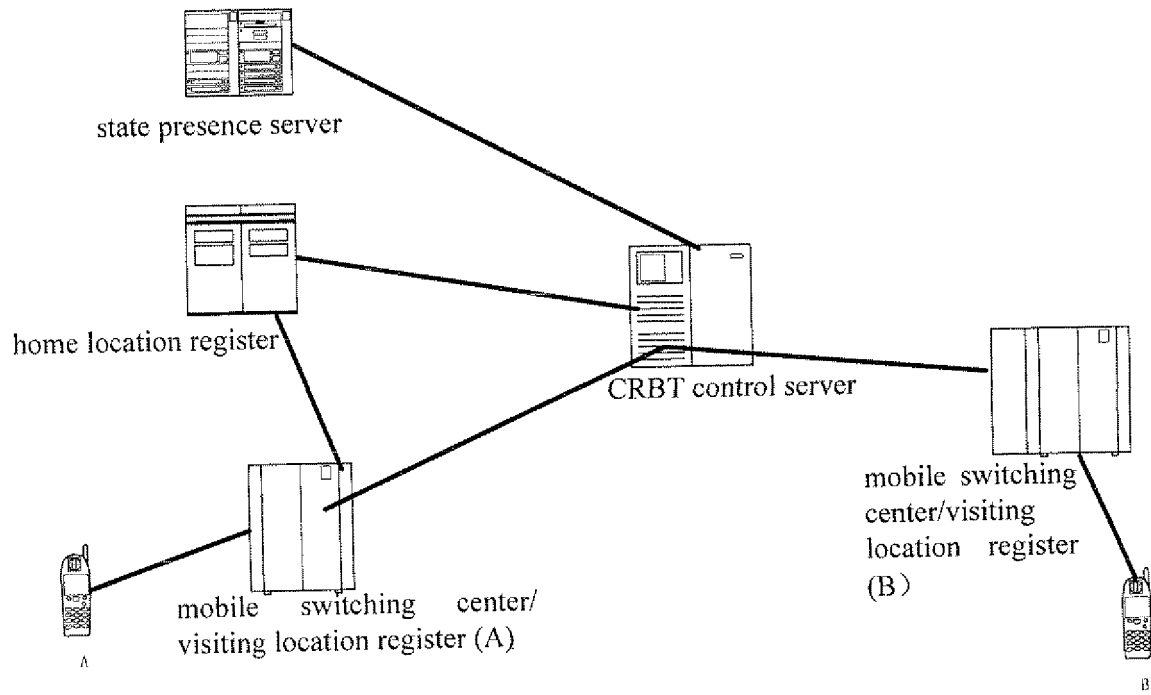 state presence server
home location register
CRBT control server
mobile switching
center/visiting
location register
(B)
mobile switching center/
visiting location register (A)
A
B